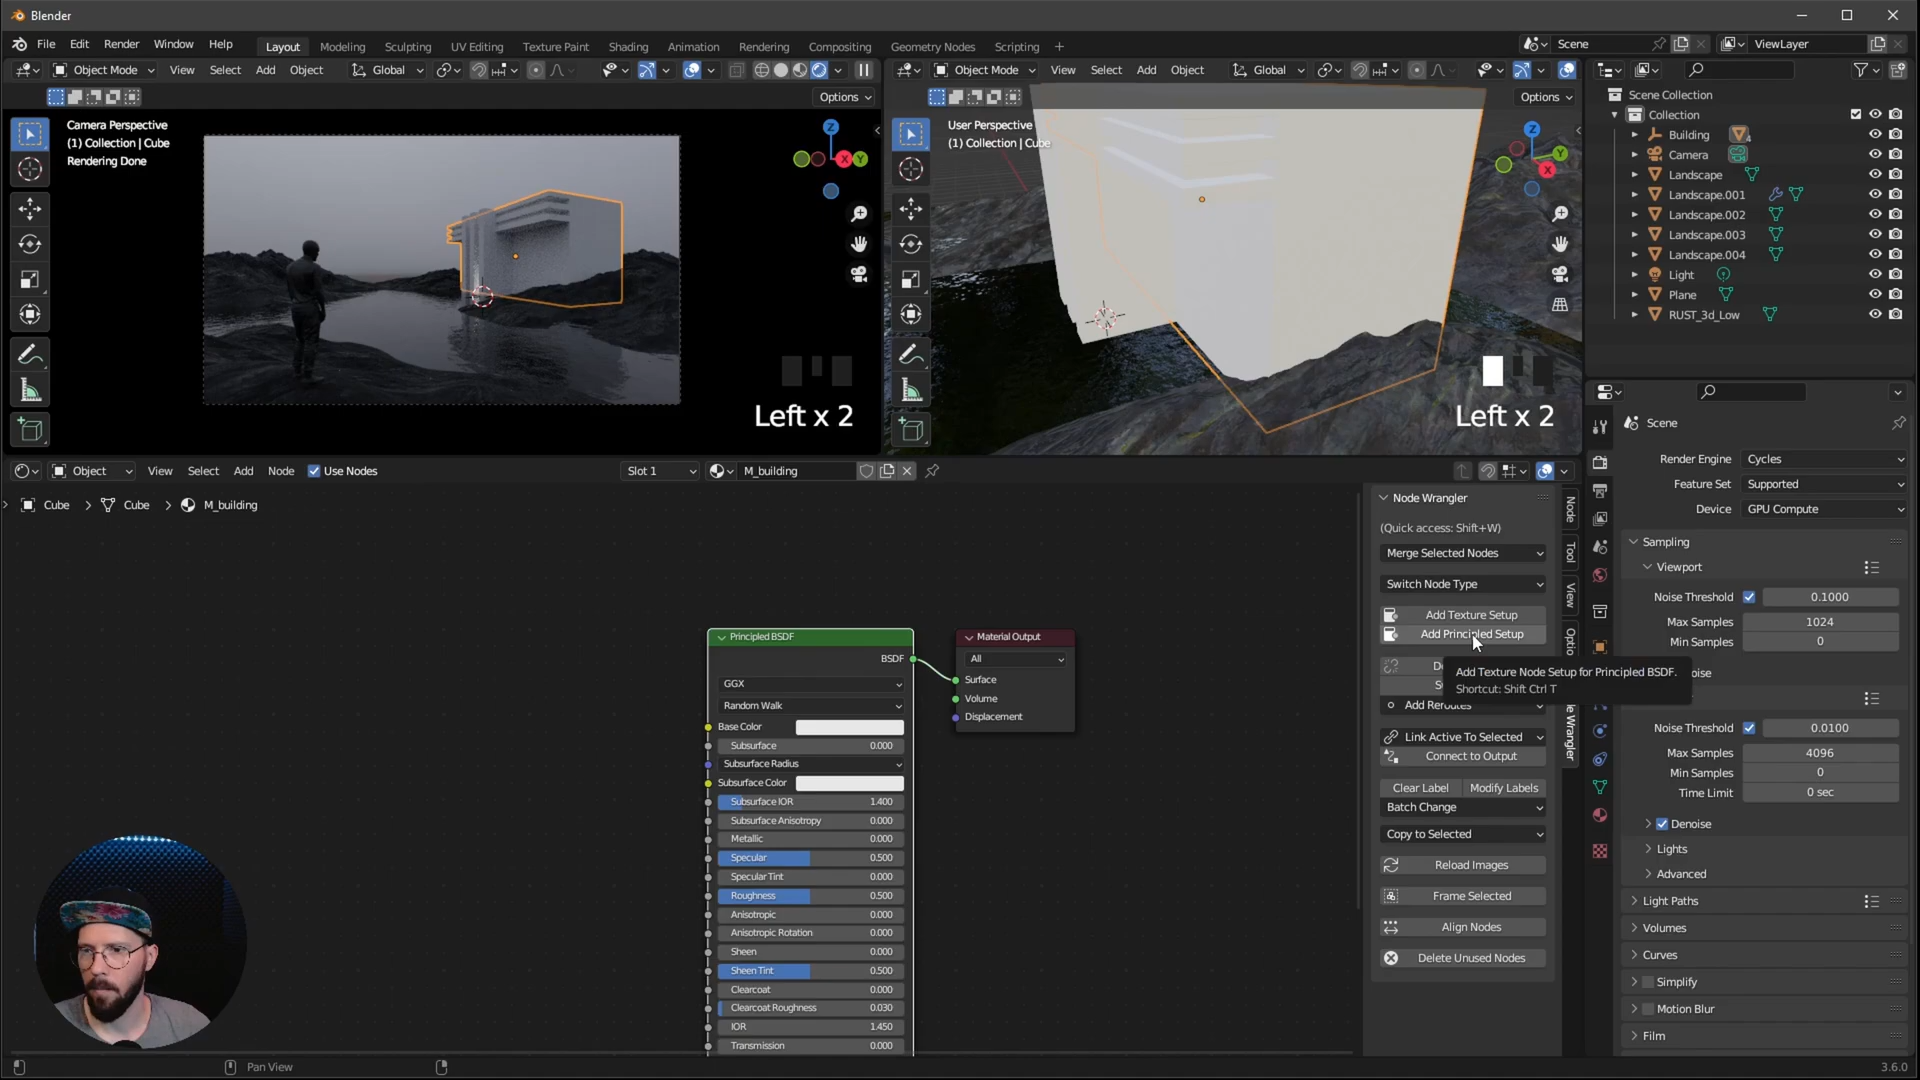 Blender
File Edit Render Window Help
Layout Modeling Sculpting UV Editing Texture Paint Shading Animation Rendering Compositing Geometry Nodes Scripting +
Scene
ViewLayer
Object Mode View Select Add Object Global
Options
Camera Perspective
(1) Collection | Cube
Rendering Done
Z
X
Y
Left x 2
Object Mode View Select Add Object Global
Options
User Perspective
(1) Collection | Cube
Z
Y
X
Left x 2
Scene Collection
Collection
Building
Camera
Landscape
Landscape.001
Landscape.002
Landscape.003
Landscape.004
Light
Plane
RUST_3d_Low
Object View Select Add Node Use Nodes Slot 1 M_building
Cube > Cube > M_building
Principled BSDF
BSDF
GGX
Random Walk
Base Color
Subsurface 0.000
Subsurface Radius
Subsurface Color
Subsurface IOR 1.400
Subsurface Anisotropy 0.000
Metallic 0.000
Specular 0.500
Specular Tint 0.000
Roughness 0.500
Anisotropic 0.000
Anisotropic Rotation 0.000
Sheen 0.000
Sheen Tint 0.500
Clearcoat 0.000
Clearcoat Roughness 0.030
IOR 1.450
Transmission 0.000
Material Output
All
Surface
Volume
Displacement
Node Wrangler
(Quick access: Shift+W)
Merge Selected Nodes
Switch Node Type
Add Texture Setup
Add Principled Setup
Add Texture Node Setup for Principled BSDF.
Shortcut: Shift Ctrl T
Add Reroutes
Link Active To Selected
Connect to Output
Clear Label Modify Labels
Batch Change
Copy to Selected
Reload Images
Frame Selected
Align Nodes
Delete Unused Nodes
Node
Tool
View
Scene
Render Engine Cycles
Feature Set Supported
Device GPU Compute
Sampling
Viewport
Noise Threshold 0.1000
Max Samples 1024
Min Samples 0
Noise Threshold 0.0100
Max Samples 4096
Min Samples 0
Time Limit 0 sec
Denoise
Lights
Advanced
Light Paths
Volumes
Curves
Simplify
Motion Blur
Film
Pan View
3.6.0